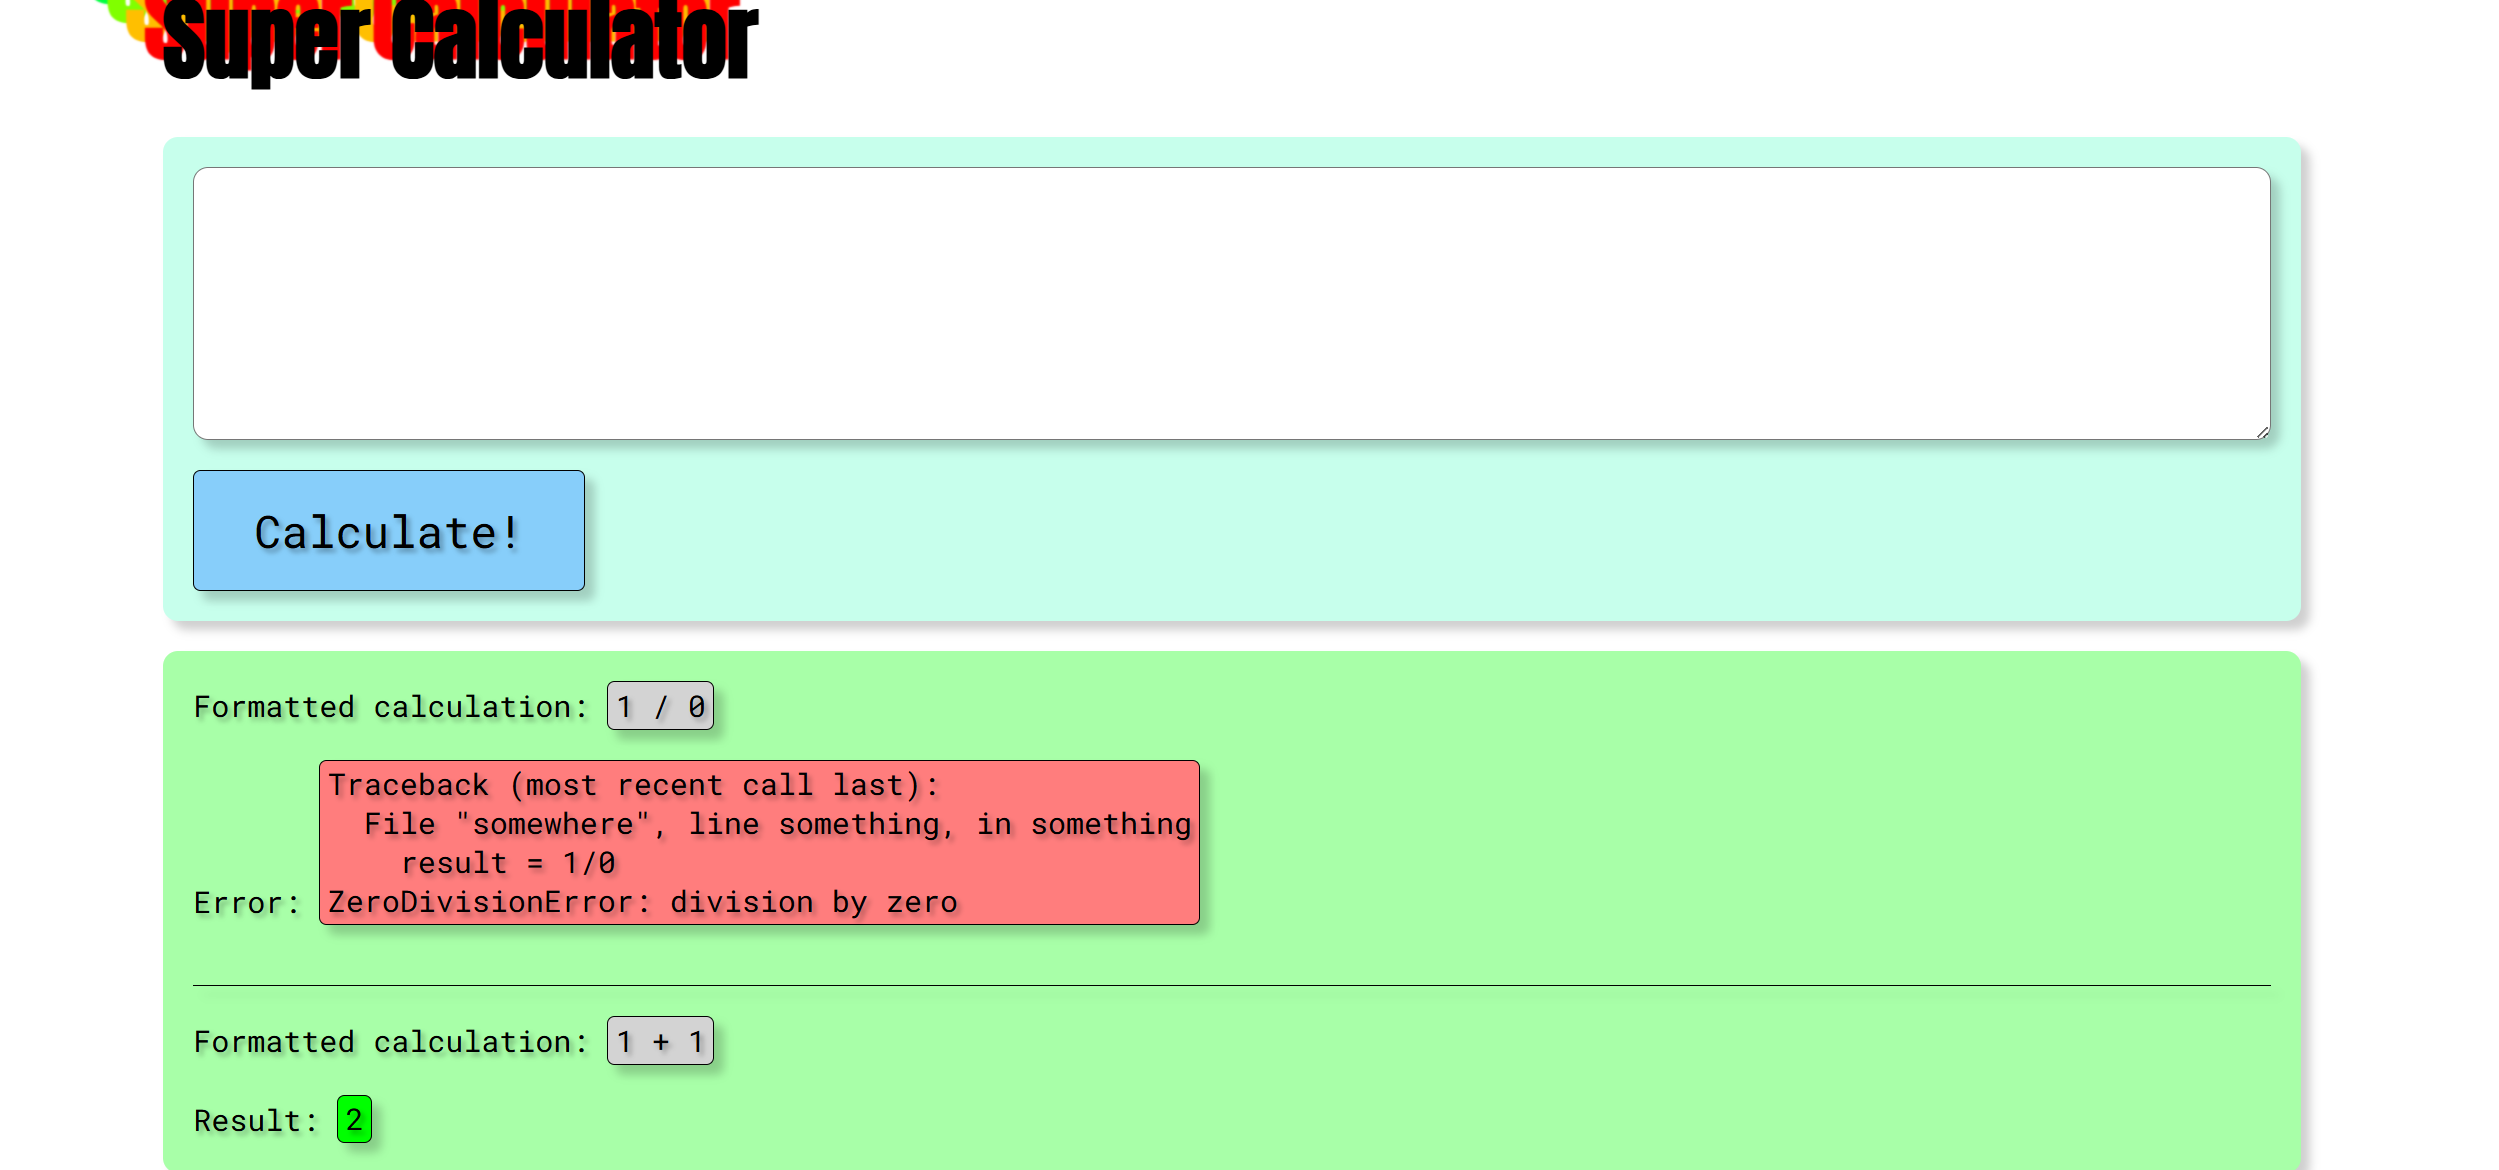 Super Calculator
Calculate!
Formatted calculation: 1 / 0
Traceback (most recent call last):
  File "somewhere", line something, in something
    result = 1/0
Error: ZeroDivisionError: division by zero
Formatted calculation: 1 + 1
Result: 2